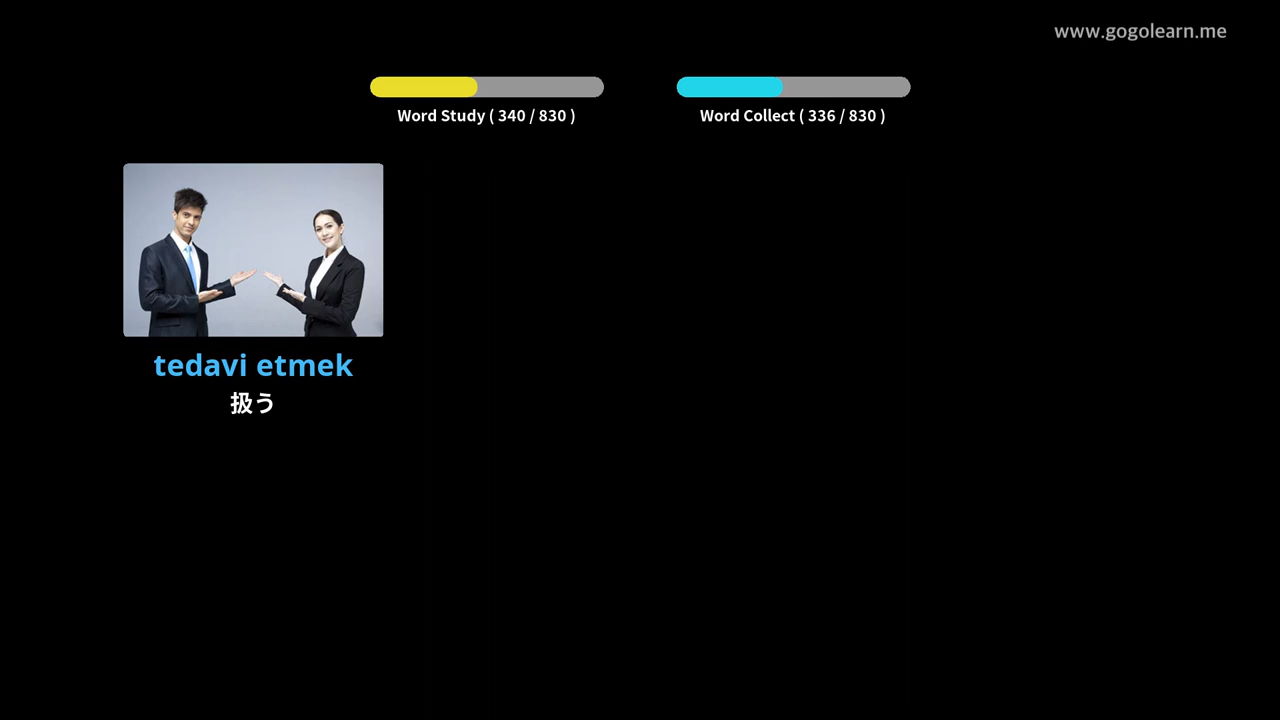 www.gogolearn.me
Word Study ( 340 / 830 )
Word Collect ( 336 / 830 )
tedavi etmek
扱う